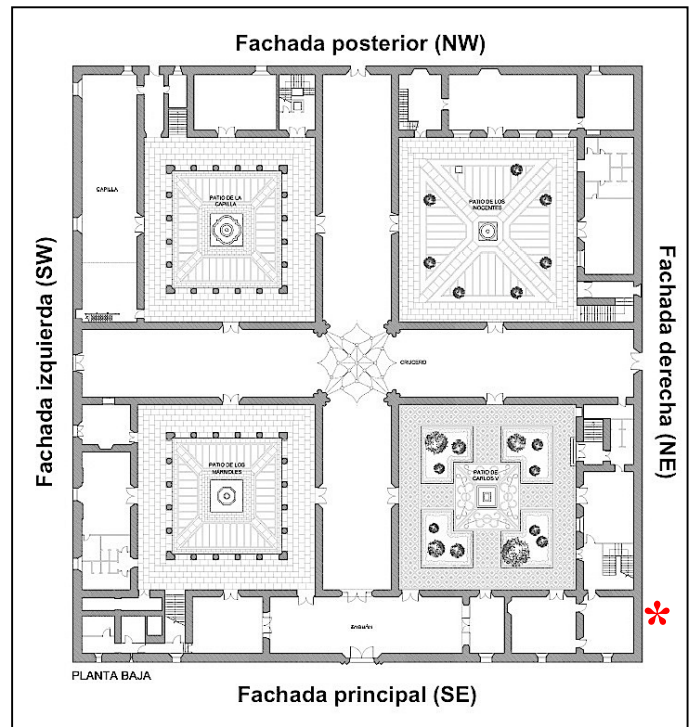 Fachada posterior (NW)
CAPILLA
PATIO DE LA
CAPILLA
PATIO DE LOS
INOCENTES
Fachada izquierda (SW)
Fachada derecha (NE)
CRUCERO
PATIO DE LOS
MARMOLES
PATIO DE
CARLOS V
ZAGUÁN
PLANTA BAJA
Fachada principal (SE)